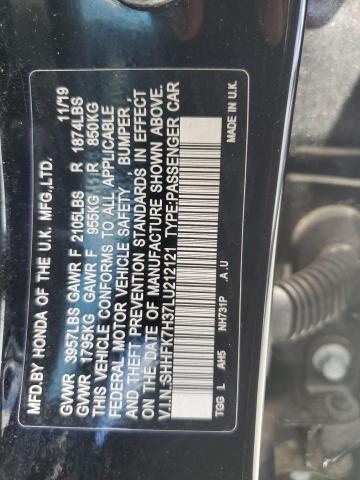 MFD.BY HONDA OF THE U.K. MFG.,LTD. 11/19
GVWR 3957LBS GAWR F 2105LBS R 1874LBS
GVWR 1795KG GAWR F 955KG R 850KG
THIS VEHICLE CONFORMS TO ALL APPLICABLE
FEDERAL MOTOR VEHICLE SAFETY, BUMPER,
AND THEFT PREVENTION STANDARDS IN EFFECT
ON DATE OF MANUFACTURE SHOWN ABOVE.
V.I.N.:SHHFK7H37LU212121 TYPE:PASSENGER CAR
TGG L AH5 NH731P .A .U MADE IN U.K.